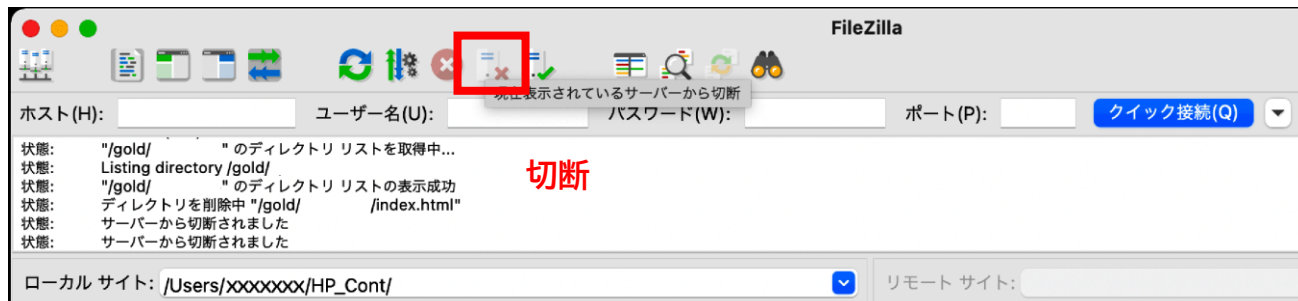 FileZilla
現在表示されているサーバーから切断
ホスト(H): ユーザー名(U): パスワード(W): ポート(P): クイック接続(Q)
状態: "/gold/ " のディレクトリ リストを取得中...
状態: Listing directory /gold/
状態: "/gold/ " のディレクトリ リストの表示成功
状態: ディレクトリを削除中 "/gold/ /index.html"
状態: サーバーから切断されました
状態: サーバーから切断されました
切断
ローカル サイト: /Users/xxxxxxx/HP_Cont/ リモート サイト: